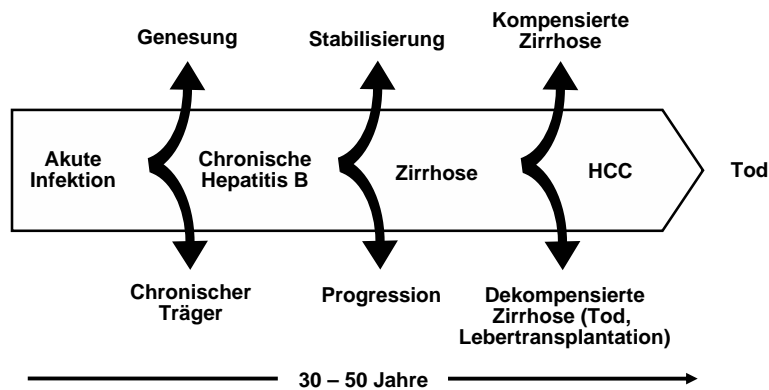 Genesung
Stabilisierung
Kompensierte
Zirrhose
Akute
Infektion
Chronische
Hepatitis B
Zirrhose
HCC
Tod
Chronischer
Träger
Progression
Dekompensierte
Zirrhose (Tod,
Lebertransplantation)
30 – 50 Jahre